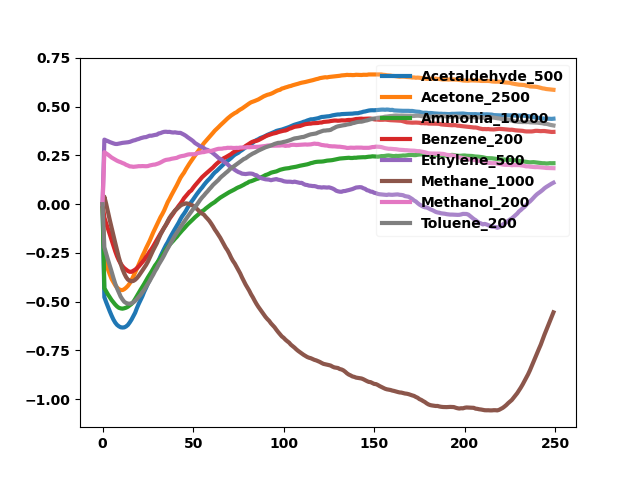 0.75
0.50
0.25
0.00
−0.25
−0.50
−0.75
−1.00
0
50
100
150
200
250
Acetaldehyde_500
Acetone_2500
Ammonia_10000
Benzene_200
Ethylene_500
Methane_1000
Methanol_200
Toluene_200